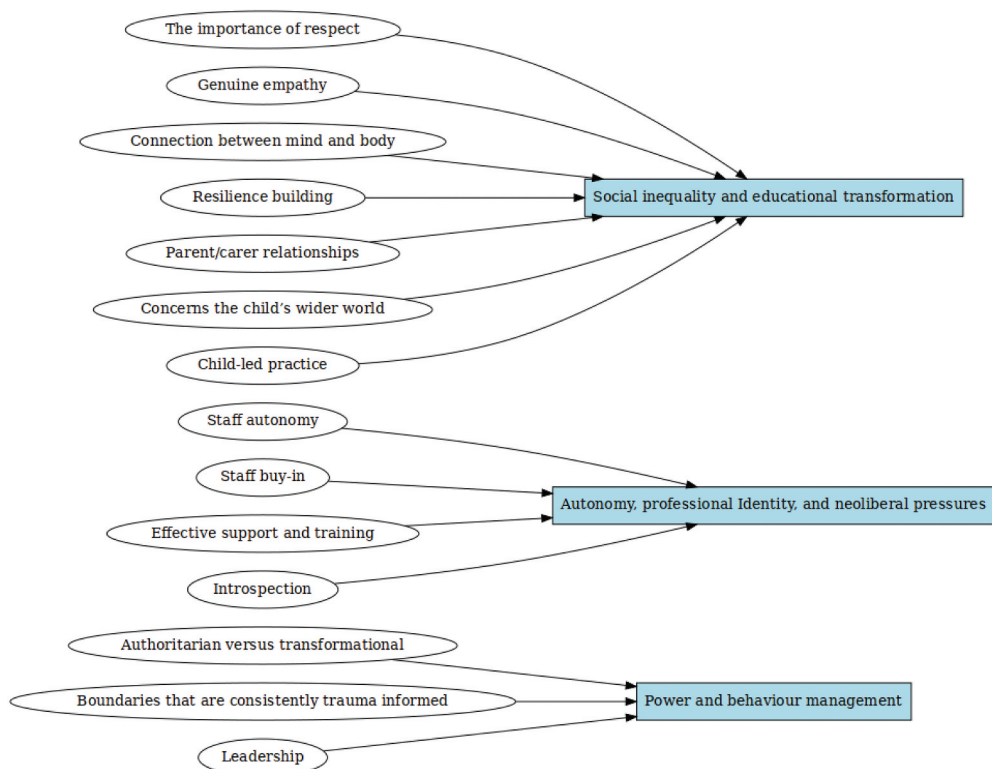 The importance of respect
Genuine empathy
Connection between mind and body
Resilience building
Parent/carer relationships
Concerns the child’s wider world
Child-led practice
Social inequality and educational transformation
Staff autonomy
Staff buy-in
Effective support and training
Introspection
Autonomy, professional Identity, and neoliberal pressures
Authoritarian versus transformational
Boundaries that are consistently trauma informed
Leadership
Power and behaviour management